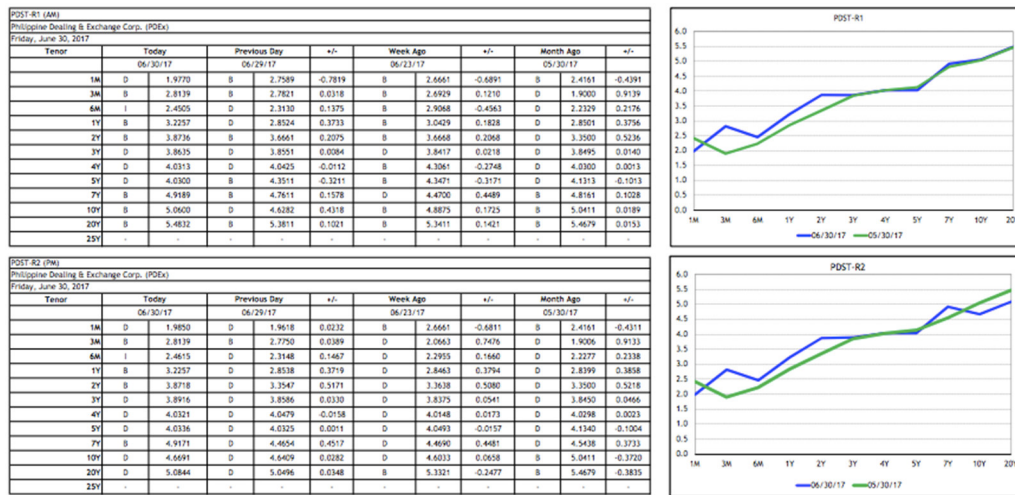 PDST-R1 (AM)
Philippine Dealing & Exchange Corp. (PDEx)
Friday, June 30, 2017
Tenor Today Previous Day +/- Week Ago +/- Month Ago +/-
06/30/17 06/29/17 06/23/17 05/30/17
1M D 1.9770 B 2.7589 -0.7819 B 2.6661 -0.6891 B 2.4161 -0.4391
3M B 2.8139 B 2.7821 0.0318 B 2.6929 0.1210 D 1.9000 0.9139
6M I 2.4505 D 2.3130 0.1375 B 2.9068 -0.4563 D 2.2329 0.2176
1Y B 3.2257 D 2.8524 0.3733 B 3.0429 0.1828 D 2.8501 0.3756
2Y B 3.8736 B 3.6661 0.2075 B 3.6668 0.2068 D 3.3500 0.5236
3Y D 3.8635 D 3.8551 0.0084 D 3.8417 0.0218 D 3.8495 0.0140
4Y D 4.0313 D 4.0425 -0.0112 B 4.3061 -0.2748 D 4.0300 0.0013
5Y D 4.0300 B 4.3511 -0.3211 B 4.3471 -0.3171 D 4.1313 -0.1013
7Y B 4.9189 B 4.7611 0.1578 B 4.4700 0.4489 B 4.8161 0.1028
10Y B 5.0600 D 4.6282 0.4318 B 4.8875 0.1725 D 5.0411 0.0189
20Y B 5.4832 B 5.3811 0.1021 B 5.3411 0.1421 D 5.4679 0.0153
25Y - - - - - - - - - - -
PDST-R1
6.0
5.5
5.0
4.5
4.0
3.5
3.0
2.5
2.0
1.5
1.0
0.5
0.0
1M 3M 6M 1Y 2Y 3Y 4Y 5Y 7Y 10Y 20Y
06/30/17 05/30/17
PDST-R2 (PM)
Philippine Dealing & Exchange Corp. (PDEx)
Friday, June 30, 2017
Tenor Today Previous Day +/- Week Ago +/- Month Ago +/-
06/30/17 06/29/17 06/23/17 05/30/17
1M D 1.9850 D 1.9618 0.0232 B 2.6661 -0.6811 B 2.4161 -0.4311
3M B 2.8139 B 2.7750 0.0389 B 2.0663 0.7476 B 1.9006 0.9133
6M I 2.4615 D 2.3148 0.1467 D 2.2955 0.1660 D 2.2277 0.2338
1Y B 3.2257 D 2.8538 0.3719 B 2.8463 0.3794 D 2.8399 0.3858
2Y B 3.8718 D 3.3547 0.5171 D 3.3638 0.5080 D 3.3500 0.5218
3Y D 3.8916 D 3.8586 0.0330 D 3.8375 0.0541 D 3.8450 0.0466
4Y D 4.0321 D 4.0479 -0.0158 D 4.0148 0.0173 D 4.0298 0.0023
5Y D 4.0336 D 4.0325 0.0011 D 4.0493 -0.0157 D 4.1340 -0.1004
7Y B 4.9171 D 4.4654 0.4517 B 4.4690 0.4481 B 4.5438 0.3733
10Y D 4.6691 D 4.6409 0.0282 D 4.6033 0.0658 D 5.0411 -0.3720
20Y D 5.0844 D 5.0496 0.0348 B 5.3321 -0.2477 B 5.4679 -0.3835
25Y - - - - - - - - - - -
PDST-R2
6.0
5.5
5.0
4.5
4.0
3.5
3.0
2.5
2.0
1.5
1.0
0.5
0.0
1M 3M 6M 1Y 2Y 3Y 4Y 5Y 7Y 10Y 20Y
06/30/17 05/30/17